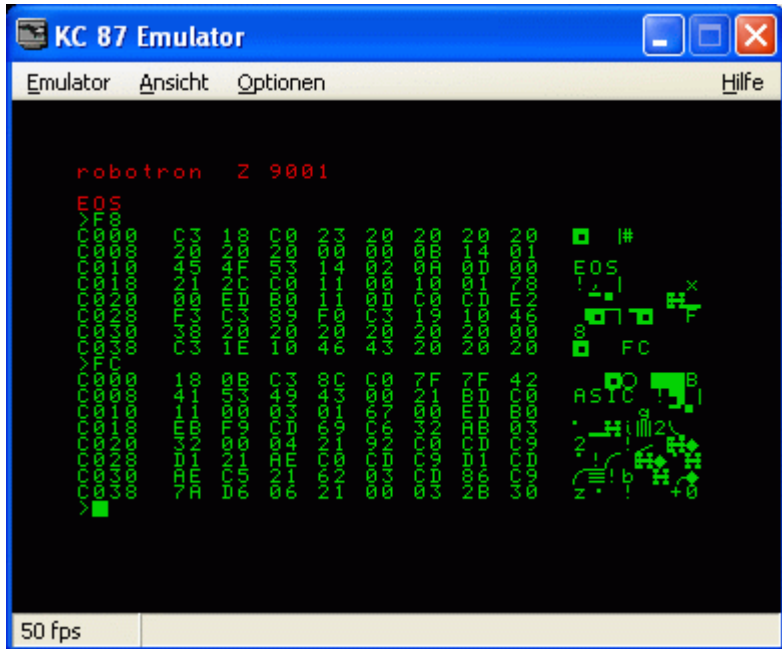 KC 87 Emulator
Emulator Ansicht Optionen Hilfe
robotron Z 9001
EOS
>F8
C000 C3 18 C0 23 20 20 20 20 #
C008 20 20 20 00 00 0B 14 01
C010 45 4F 53 14 02 0A 0D 00 EOS
C018 21 2C C0 11 00 10 01 78 !, x
C020 00 ED B0 11 0D C0 CD E2
C028 F3 C3 89 F0 C3 19 10 46 F
C030 38 20 20 20 20 20 20 00 8
C038 C3 1E 10 46 43 20 20 20 FC
>FC
C000 18 0B C3 8C C0 7F 7F 42 B
C008 41 53 49 43 00 21 BD C0 ASIC !
C010 11 00 03 01 67 00 ED B0 g
C018 EB F9 CD 69 C6 32 AB 03 i 2
C020 32 00 04 21 92 C0 CD C9 2 !
C028 D1 21 AE C0 CD C9 D1 CD !
C030 AE C5 21 62 03 CD 86 C9 !b
C038 7A D6 06 21 00 03 2B 30 z ! +0
>
50 fps